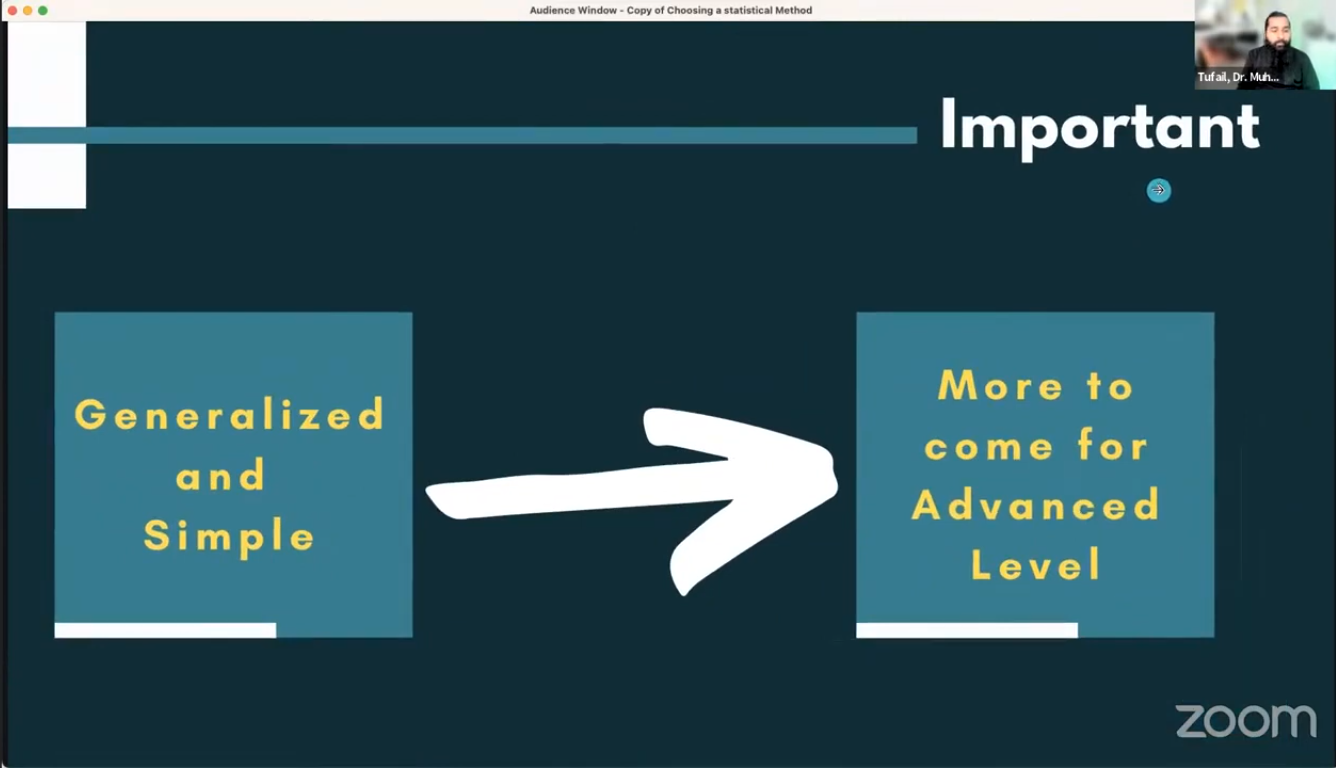 Audience Window - Copy of Choosing a statistical Method
Tufail, Dr. Muh...
Important
Generalized
and
Simple
More to
come for
Advanced
Level
zoom